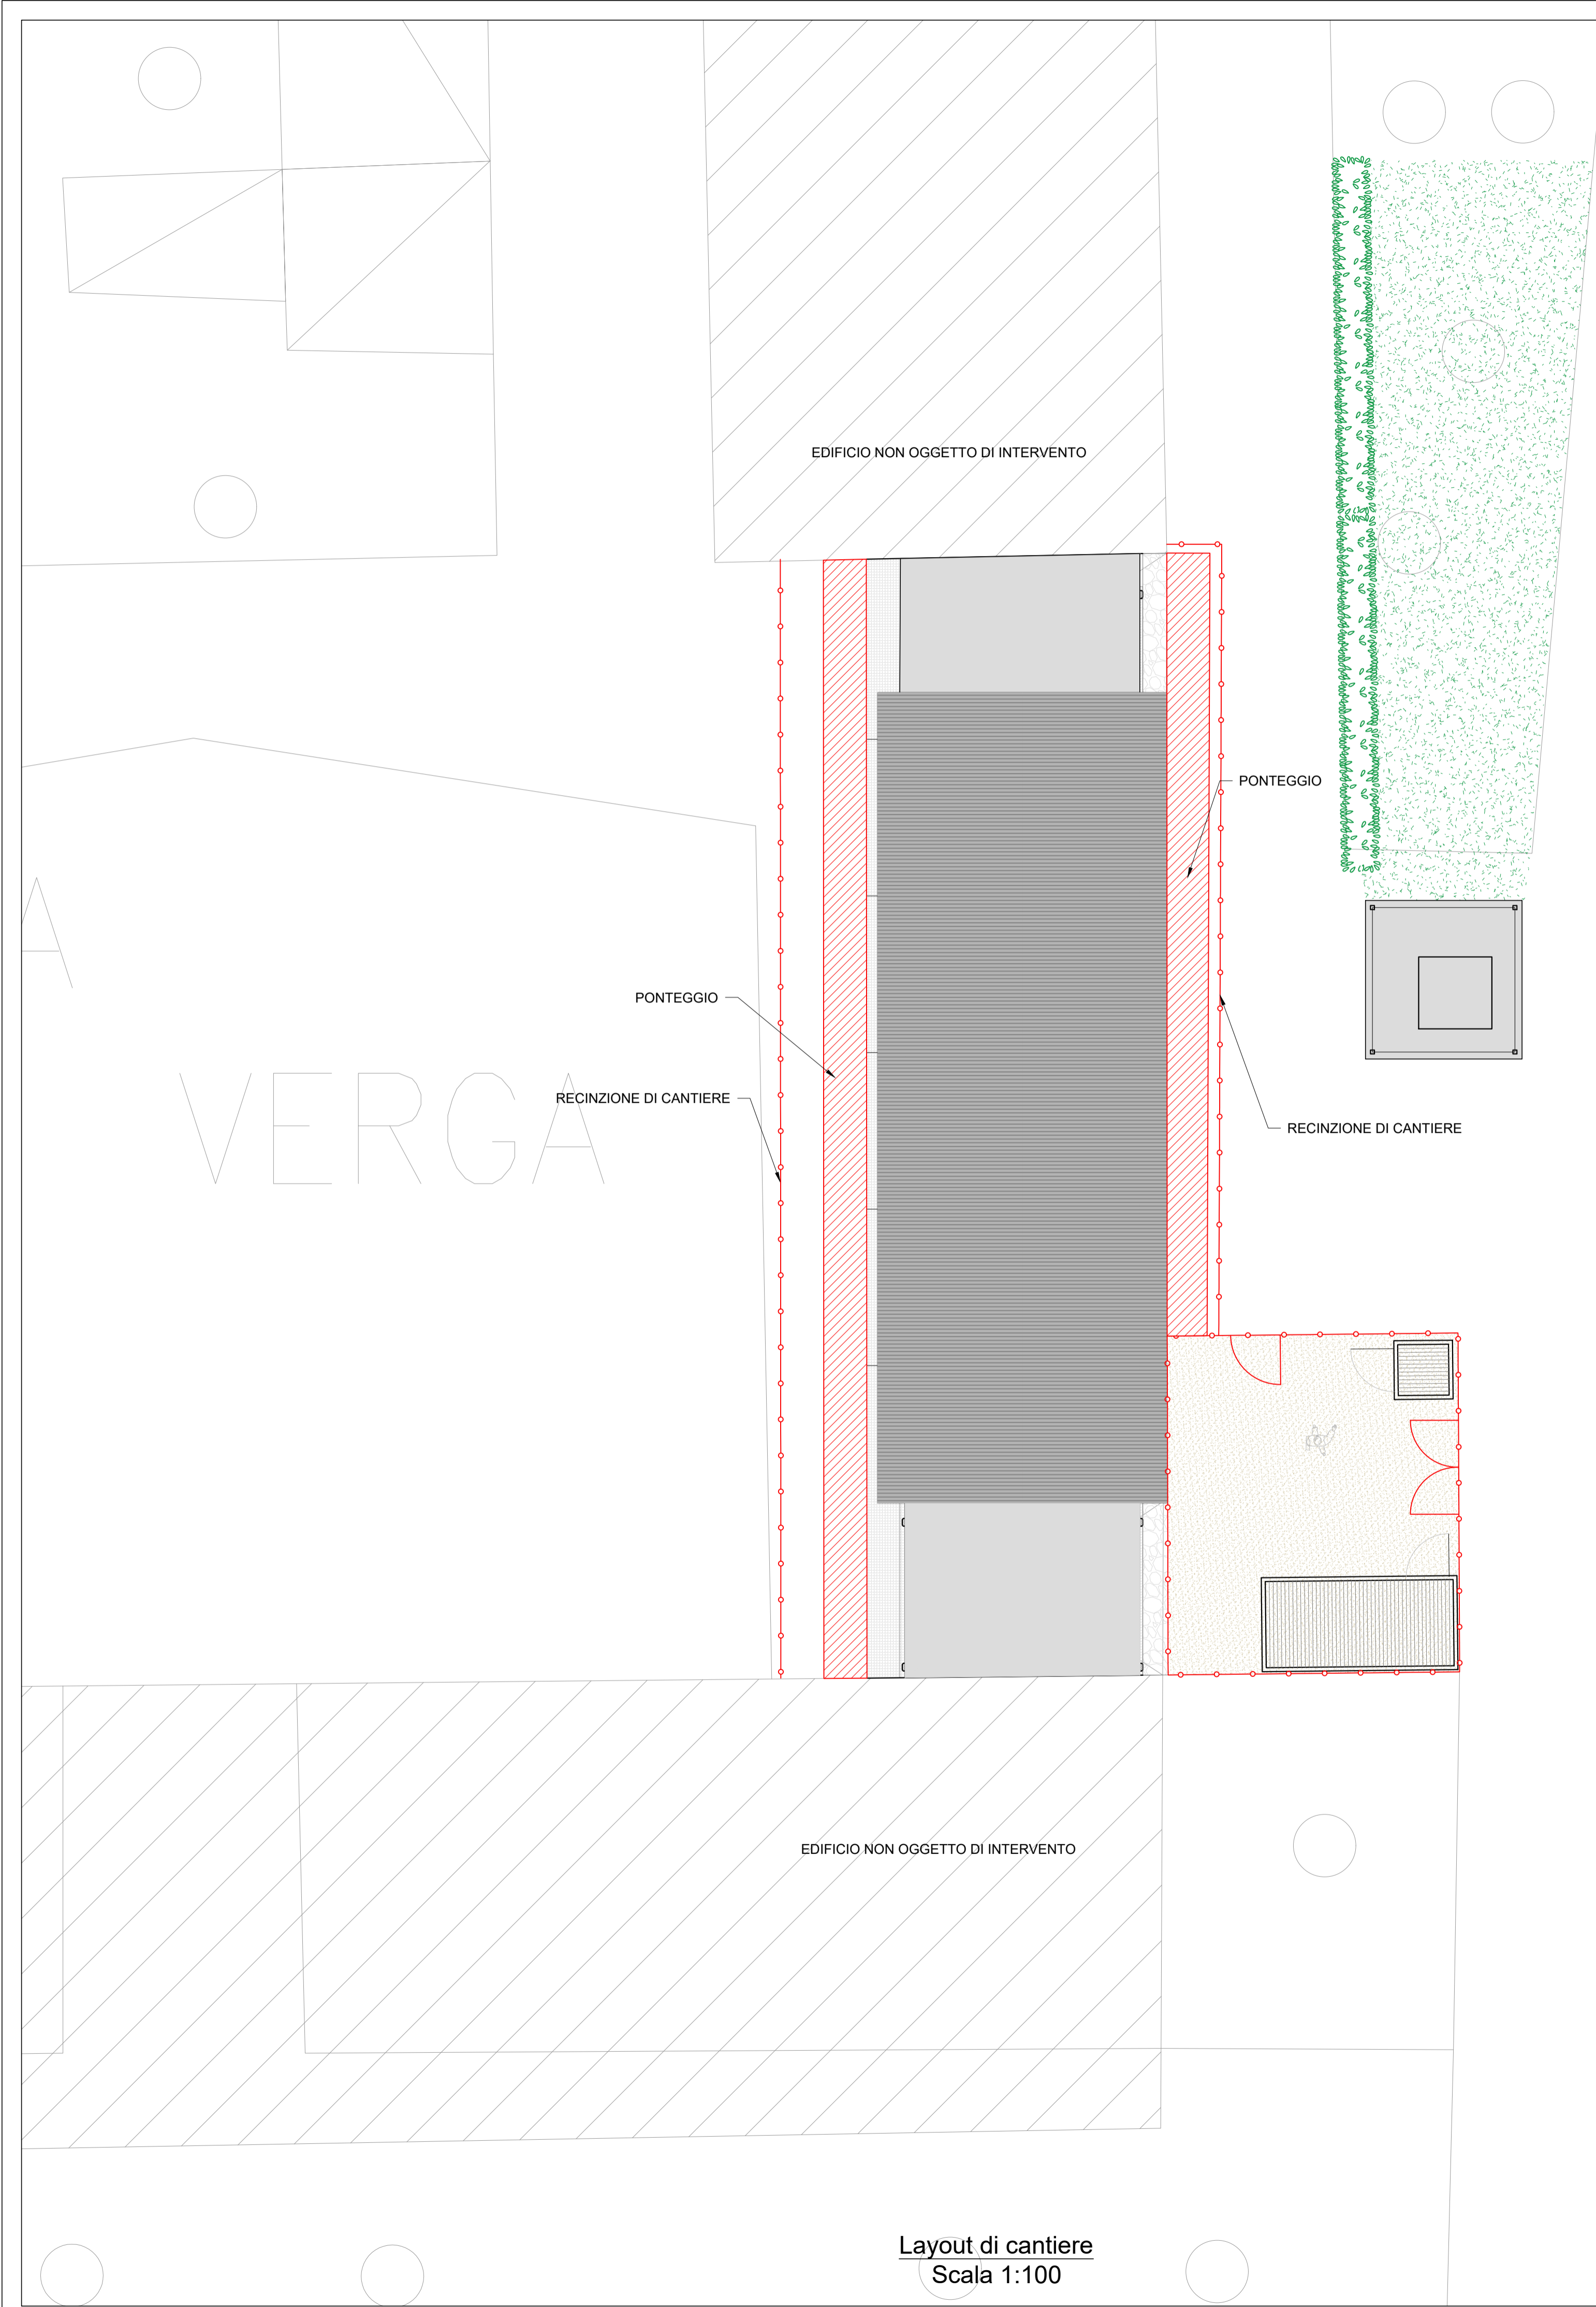 EDIFICIO NON OGGETTO DI INTERVENTO
PONTEGGIO
A
PONTEGGIO
VERGA
RECINZIONE DI CANTIERE
RECINZIONE DI CANTIERE
EDIFICIO NON OGGETTO DI INTERVENTO
Layout di cantiere
Scala 1:100